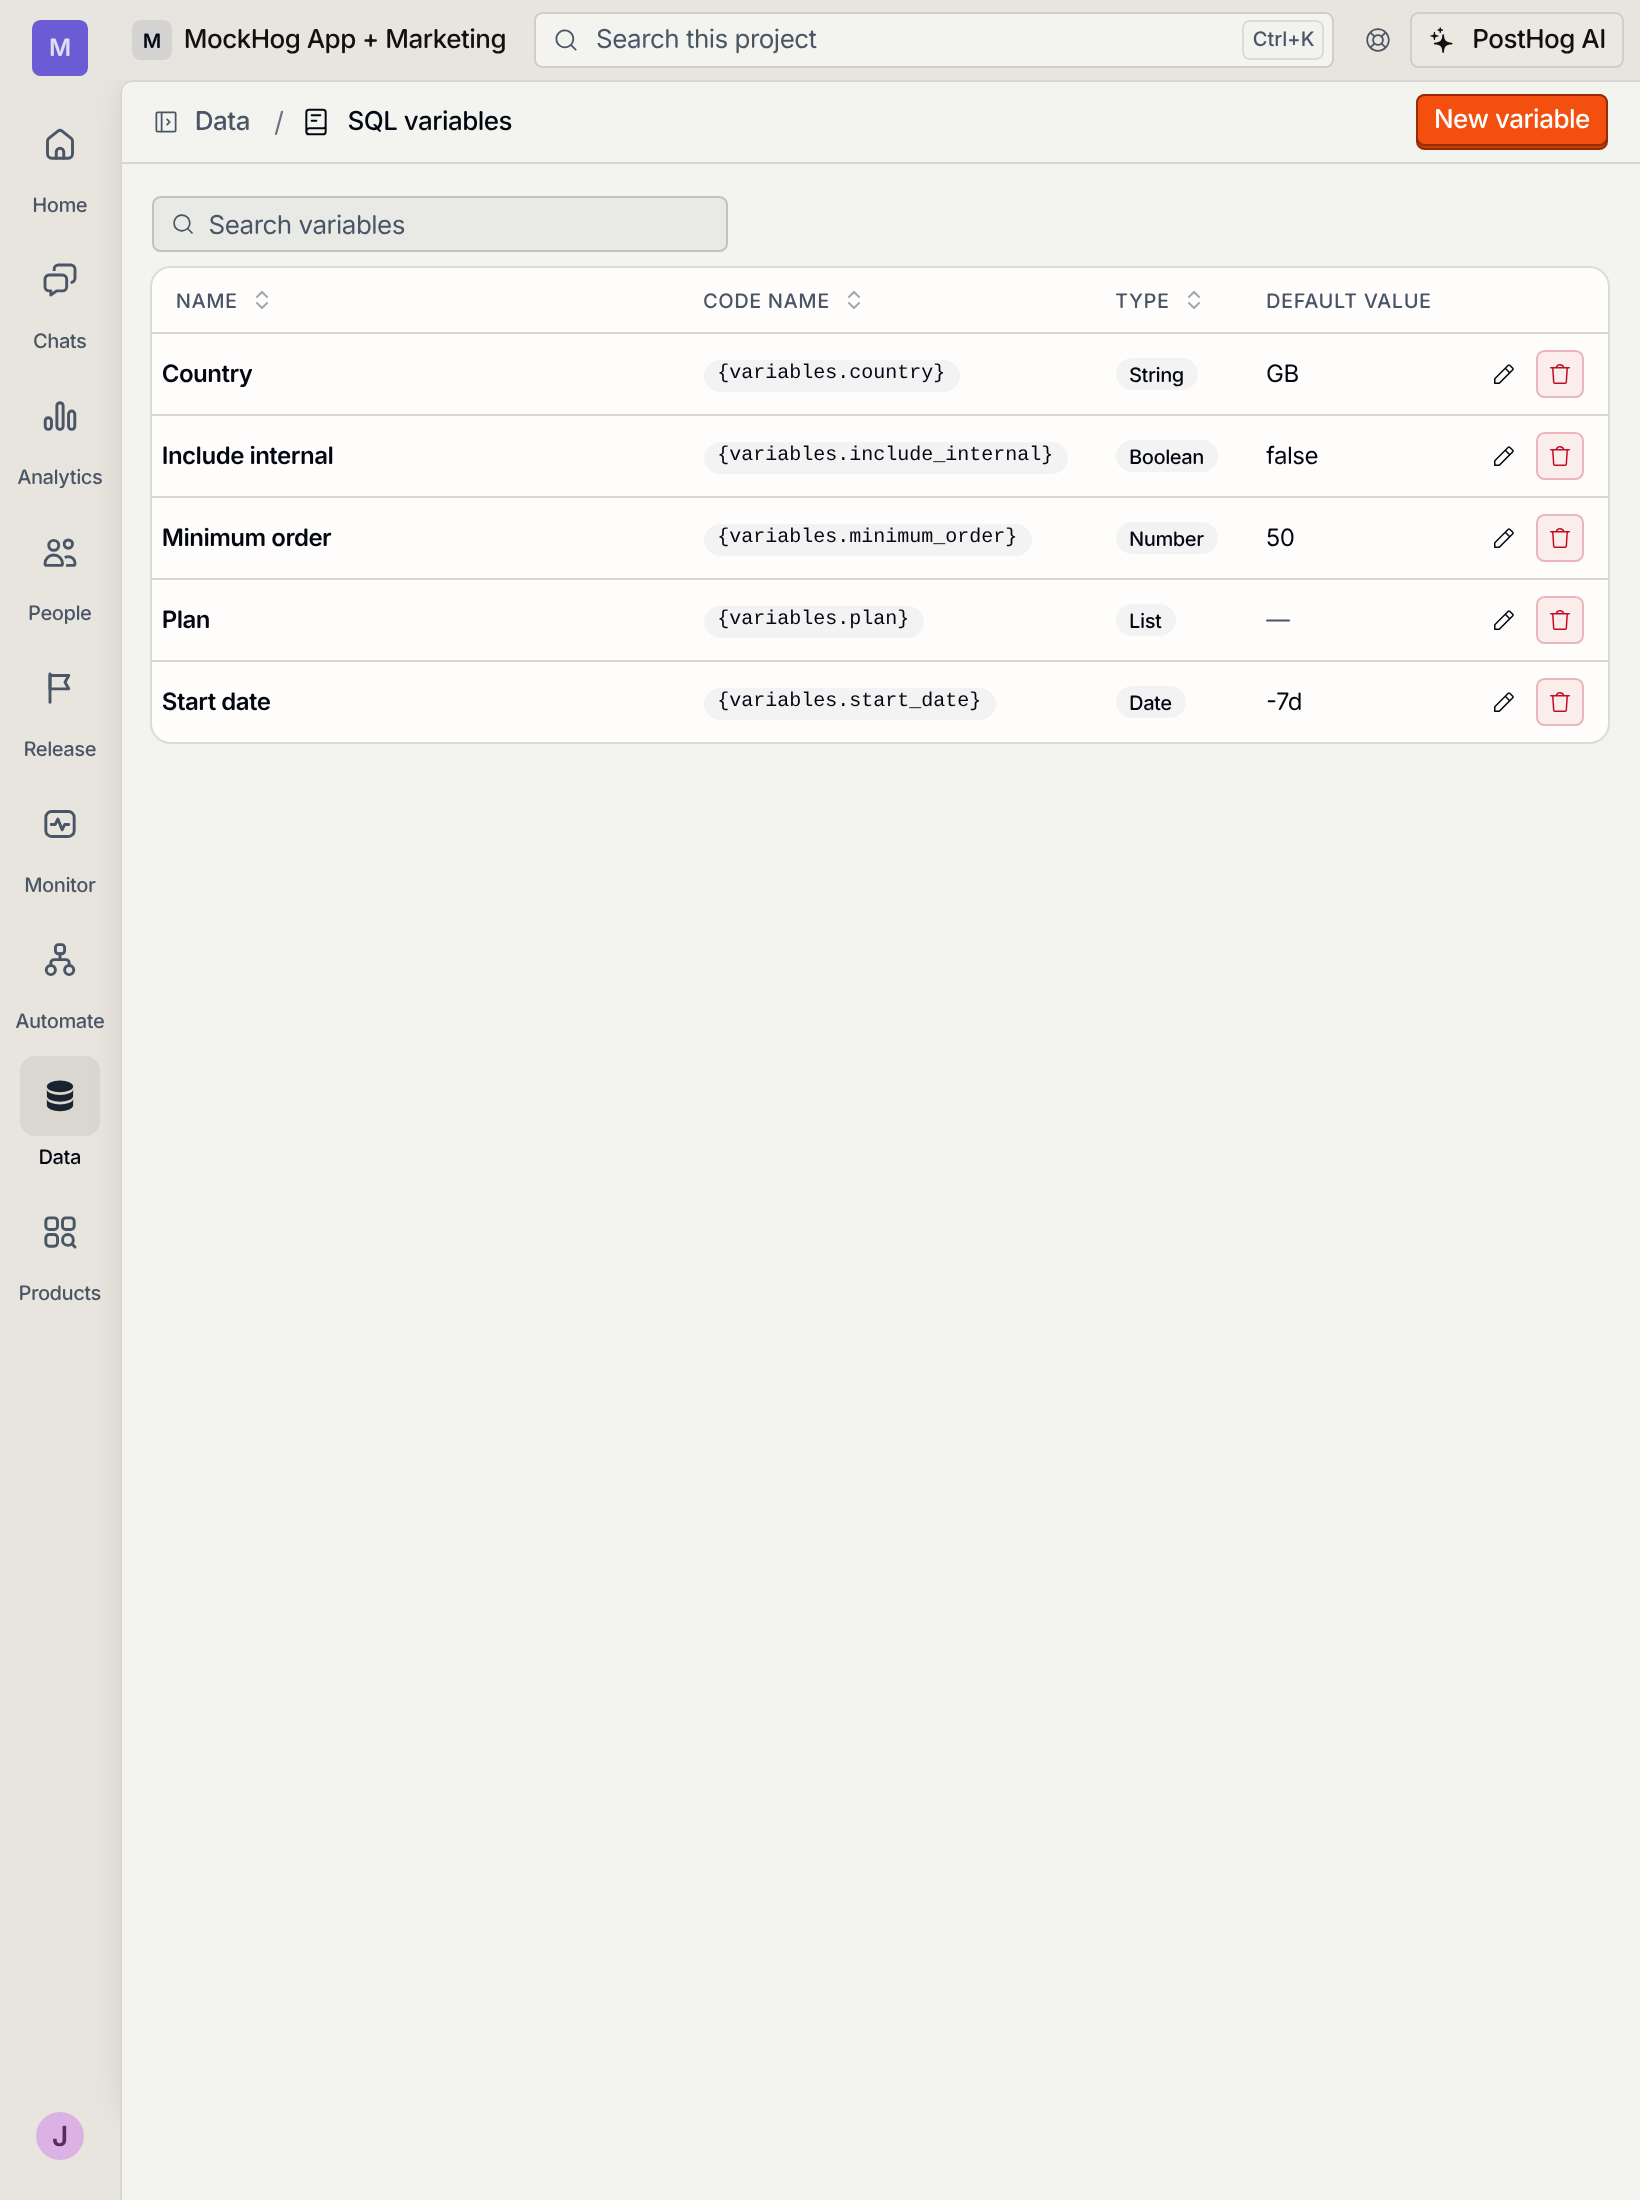 M
M MockHog App + Marketing
Search this project
Ctrl+K
PostHog AI
Home
Chats
Analytics
People
Release
Monitor
Automate
Data
Products
J
Data / SQL variables
New variable
Search variables
NAME CODE NAME TYPE DEFAULT VALUE
Country {variables.country} String GB
Include internal {variables.include_internal} Boolean false
Minimum order {variables.minimum_order} Number 50
Plan {variables.plan} List —
Start date {variables.start_date} Date -7d